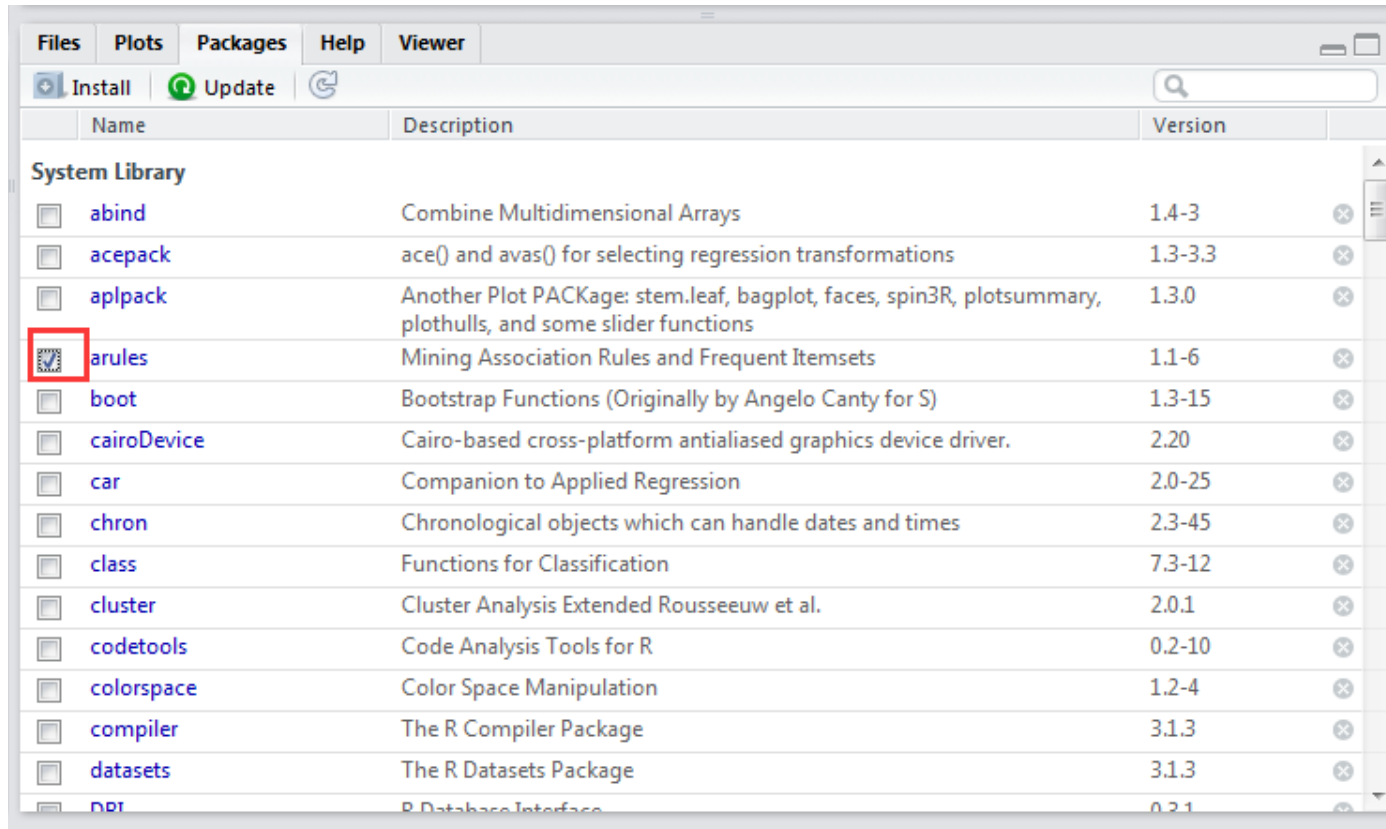 Files Plots Packages Help Viewer
Install Update
Name Description Version
System Library
abind Combine Multidimensional Arrays 1.4-3
acepack ace() and avas() for selecting regression transformations 1.3-3.3
aplpack Another Plot PACKage: stem.leaf, bagplot, faces, spin3R, plotsummary, 1.3.0
plothulls, and some slider functions
arules Mining Association Rules and Frequent Itemsets 1.1-6
boot Bootstrap Functions (Originally by Angelo Canty for S) 1.3-15
cairoDevice Cairo-based cross-platform antialiased graphics device driver. 2.20
car Companion to Applied Regression 2.0-25
chron Chronological objects which can handle dates and times 2.3-45
class Functions for Classification 7.3-12
cluster Cluster Analysis Extended Rousseeuw et al. 2.0.1
codetools Code Analysis Tools for R 0.2-10
colorspace Color Space Manipulation 1.2-4
compiler The R Compiler Package 3.1.3
datasets The R Datasets Package 3.1.3
DBI R Database Interface 0.3.1